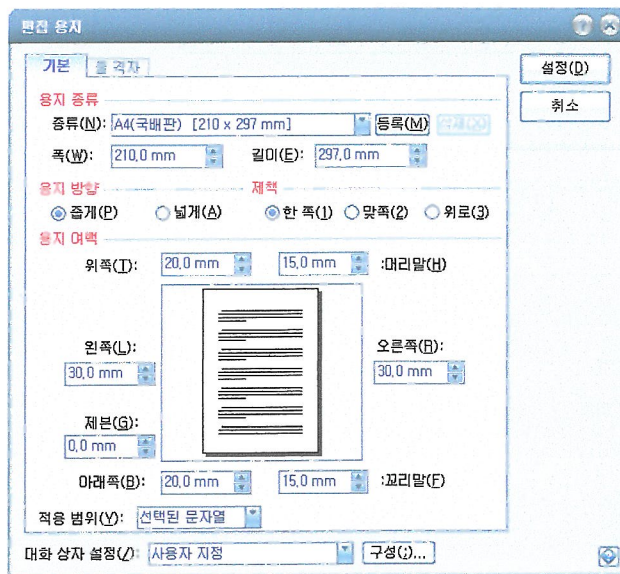 편집 용지
기본 줄 격자 설정(D)
용지 종류 취소
종류(N): A4(국배판) [210 x 297 mm] 등록(M) 삭제(X)
폭(W): 210.0 mm 길이(E): 297.0 mm
용지 방향 제책
좁게(P) 넓게(A) 한 쪽(1) 맞쪽(2) 위로(3)
용지 여백
위쪽(T): 20.0 mm 15.0 mm :머리말(H)
왼쪽(L): 오른쪽(R):
30.0 mm 30.0 mm
제본(G):
0.0 mm
아래쪽(B): 20.0 mm 15.0 mm :꼬리말(F)
적용 범위(Y): 선택된 문자열
대화 상자 설정(/): 사용자 지정 구성(;)...